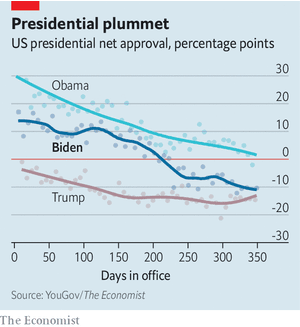 Presidential plummet
US presidential net approval, percentage points
30
Obama
20
10
Biden
0
-10
Trump
-20
-30
0 50 100 150 200 250 300 350
Days in office
Source: YouGov/The Economist
The Economist